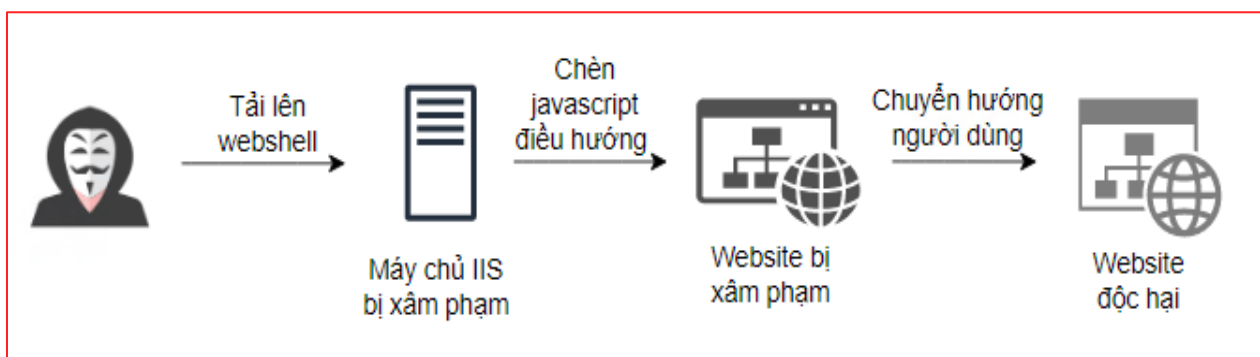 Tải lên
webshell
Chèn
javascript
điều hướng
Chuyển hướng
người dùng
Máy chủ IIS
bị xâm phạm
Website bị
xâm phạm
Website
độc hại